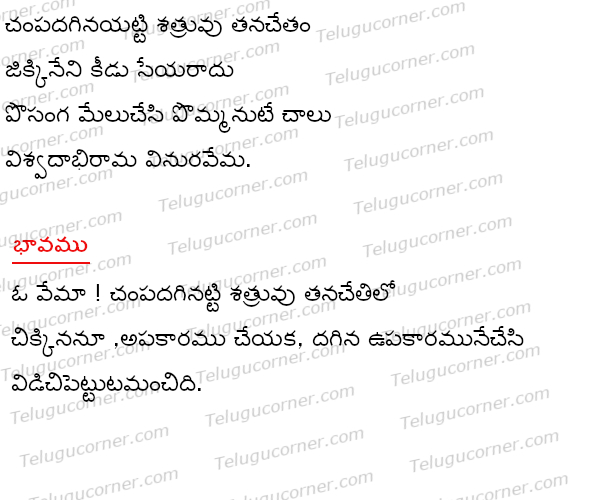 చంపదగినయట్టి శత్రువు తనచేతం
జిక్కినేని కీడు సేయరాదు
పొసంగ మేలుచేసి పొమ్మనుటే చాలు
విశ్వదాభిరామ వినురవేమ.
భావము
ఓ వేమా ! చంపదగినట్టి శత్రువు తనచేతిలో
చిక్కిననూ ,అపకారము చేయక, దగిన ఉపకారమునేచేసి
విడిచిపెట్టుటమంచిది.
Telugucorner.com